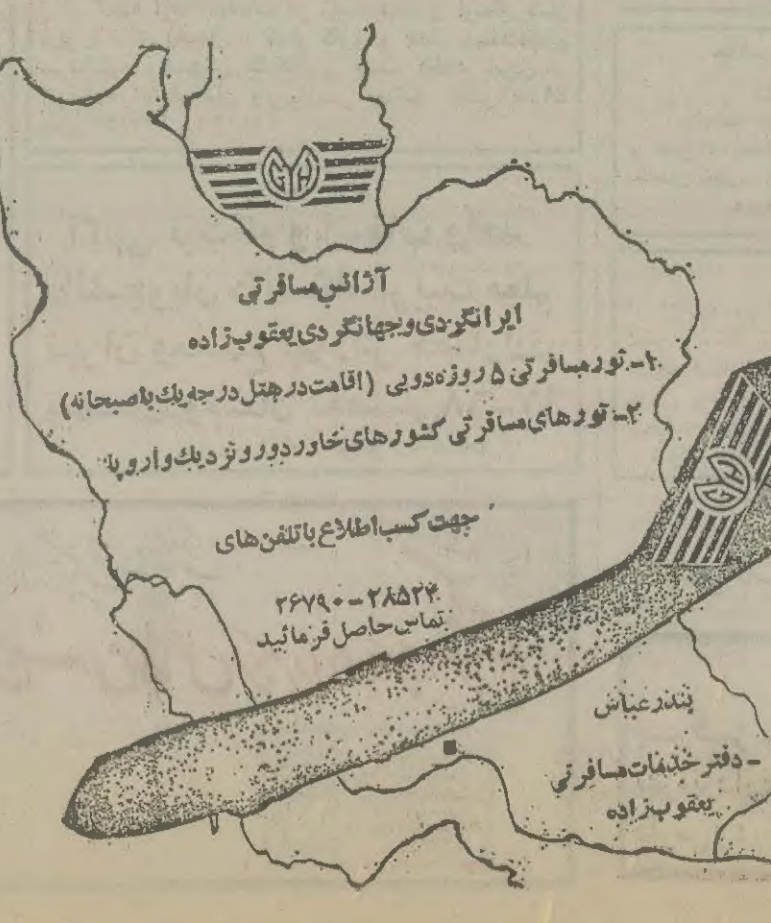 آژانس مسافرتی
ایرانگردی و جهانگردی یعقوب زاده
۱- تور مسافرتی ۵ روزه دوبی (اقامت در هتل درجه یک با صبحانه)
۲- تورهای مسافرتی کشورهای خاور دور و نزدیک و اروپا
جهت کسب اطلاع با تلفن های
۲۶۷۹۰ - ۲۸۵۲۴
تماس حاصل فرمائید
بندرعباس
- دفتر خدمات مسافرتی
یعقوب زاده